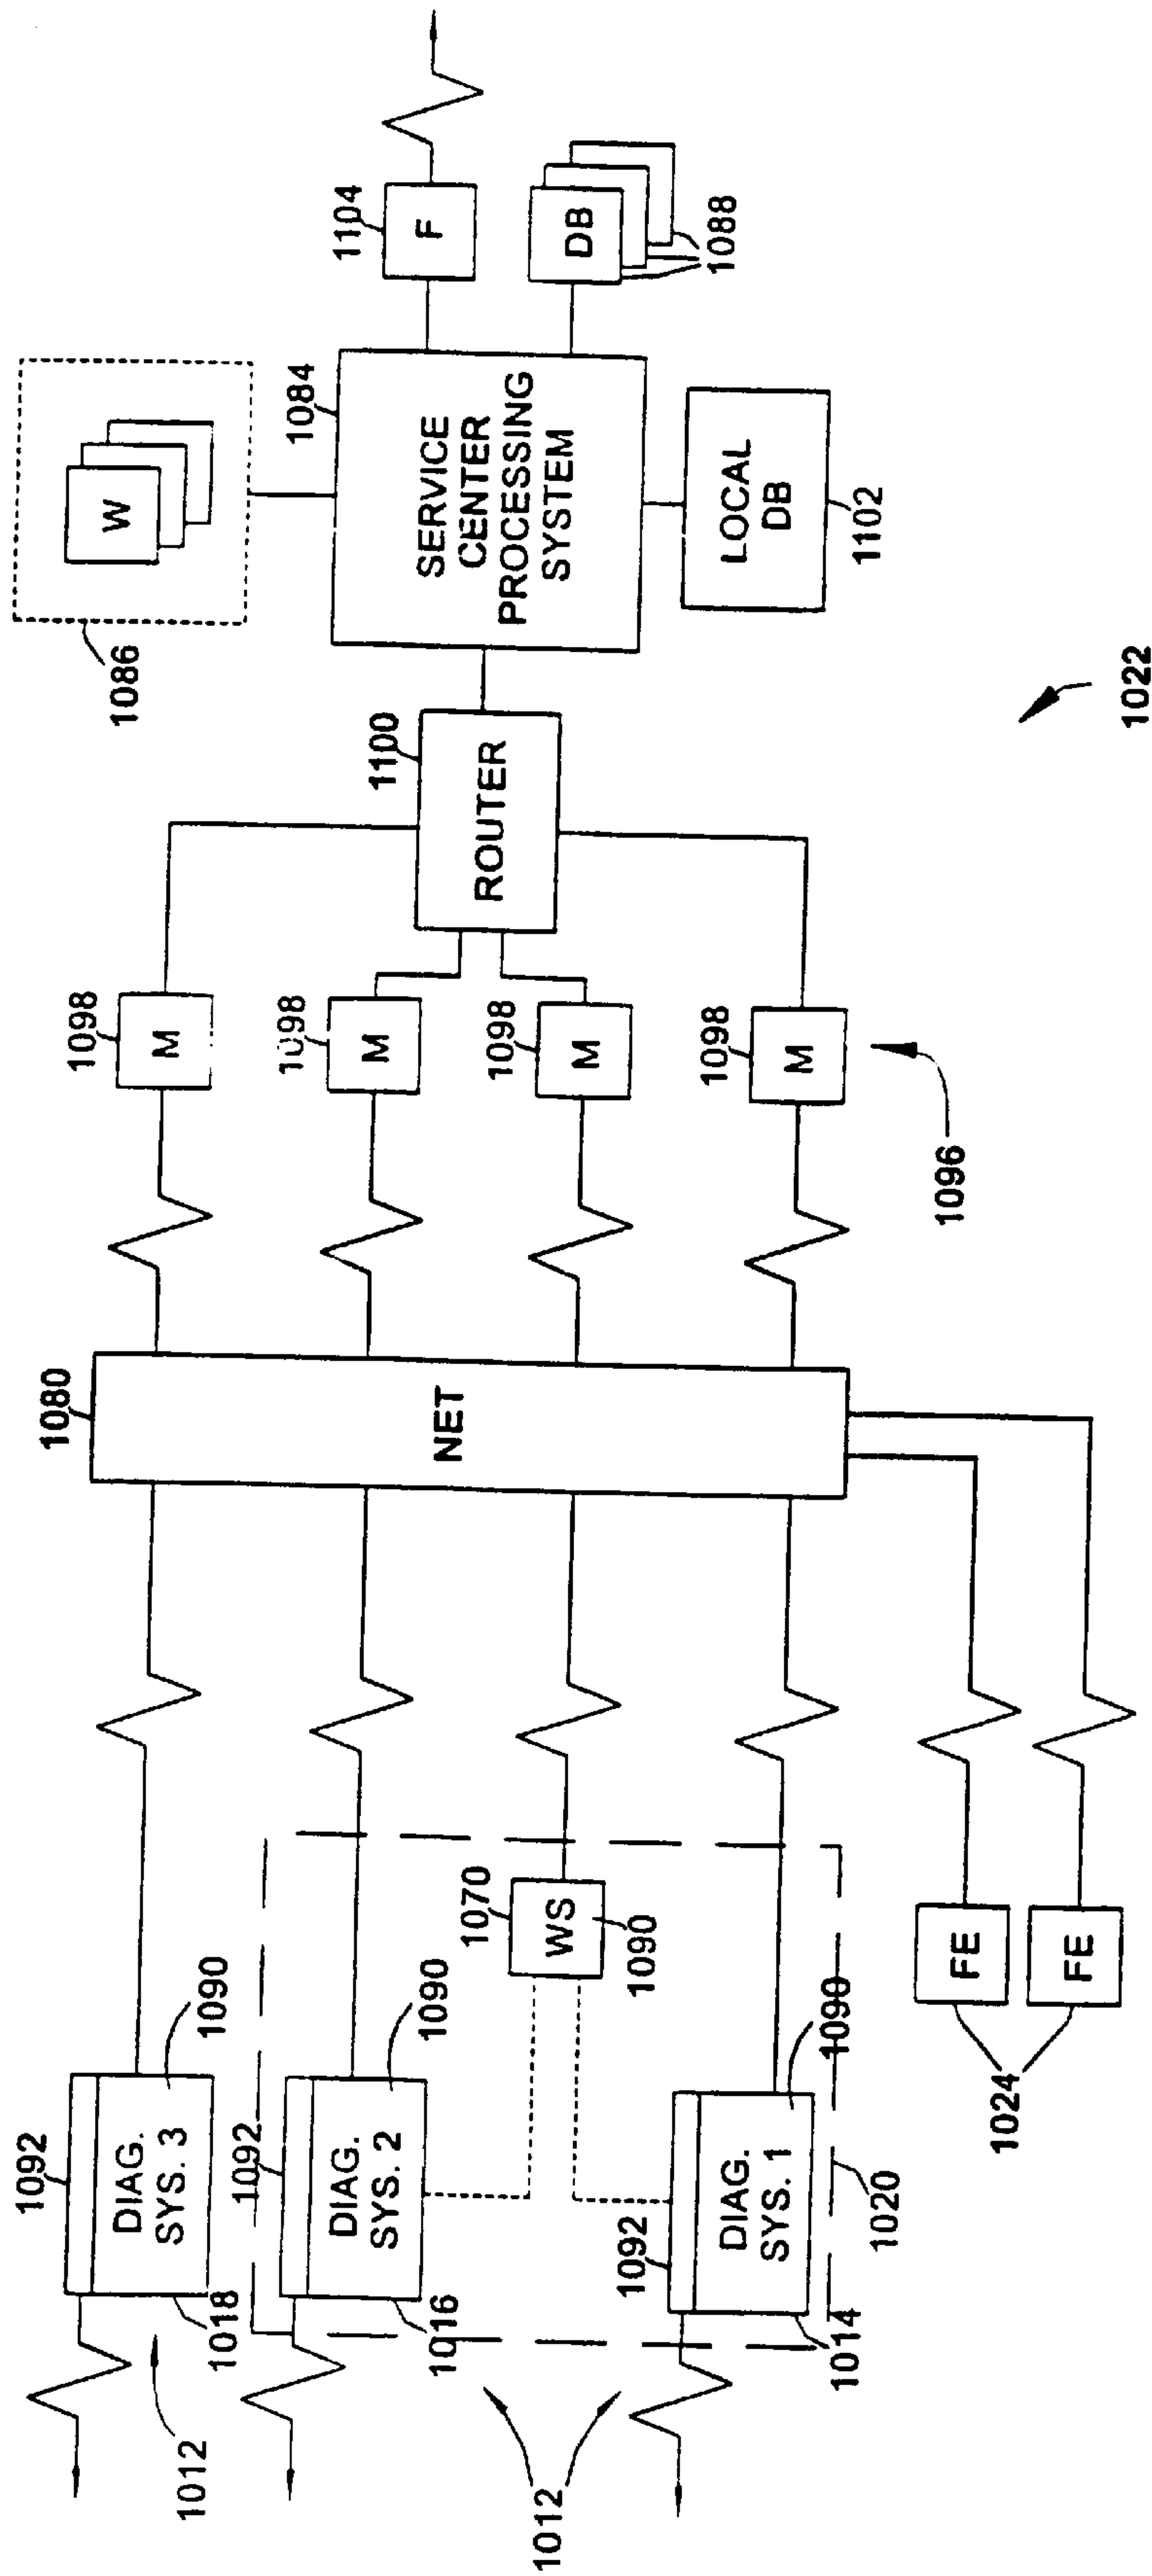 1092
DIAG.
SYS. 3
1090
1018
1012
1092
DIAG.
SYS. 2
1090
1016
1012
1070
WS
1090
1092
DIAG.
SYS. 1
1090
1014
1020
FE
FE
1024
1080
NET
1098
M
1098
M
1098
M
1098
M
1096
1100
ROUTER
1086
W
1084
SERVICE
CENTER
PROCESSING
SYSTEM
LOCAL
DB
1102
1104
F
DB
1088
1022